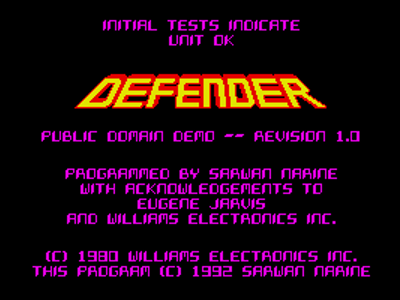 INITIAL TESTS INDICATE
UNIT OK
DEFENDER
PUBLIC DOMAIN DEMO -- REVISION 1.0
PROGRAMMED BY SARWAN NARINE
WITH ACKNOWLEDGEMENTS TO
EUGENE JARVIS
AND WILLIAMS ELECTRONICS INC.
(C) 1980 WILLIAMS ELECTRONICS INC.
THIS PROGRAM (C) 1992 SARWAN NARINE